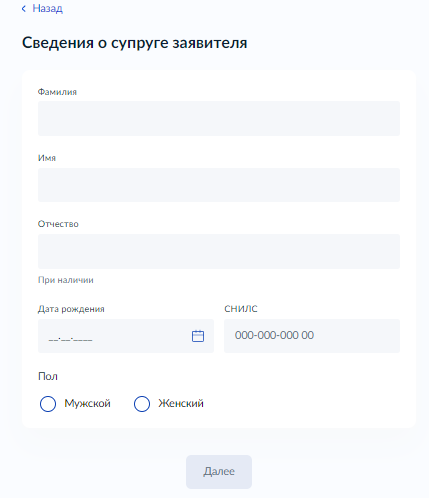 Назад
Сведения о супруге заявителя
Фамилия
Имя
Отчество
При наличии
Дата рождения
СНИЛС
__.__.____
000-000-000 00
Пол
Мужской
Женский
Далее